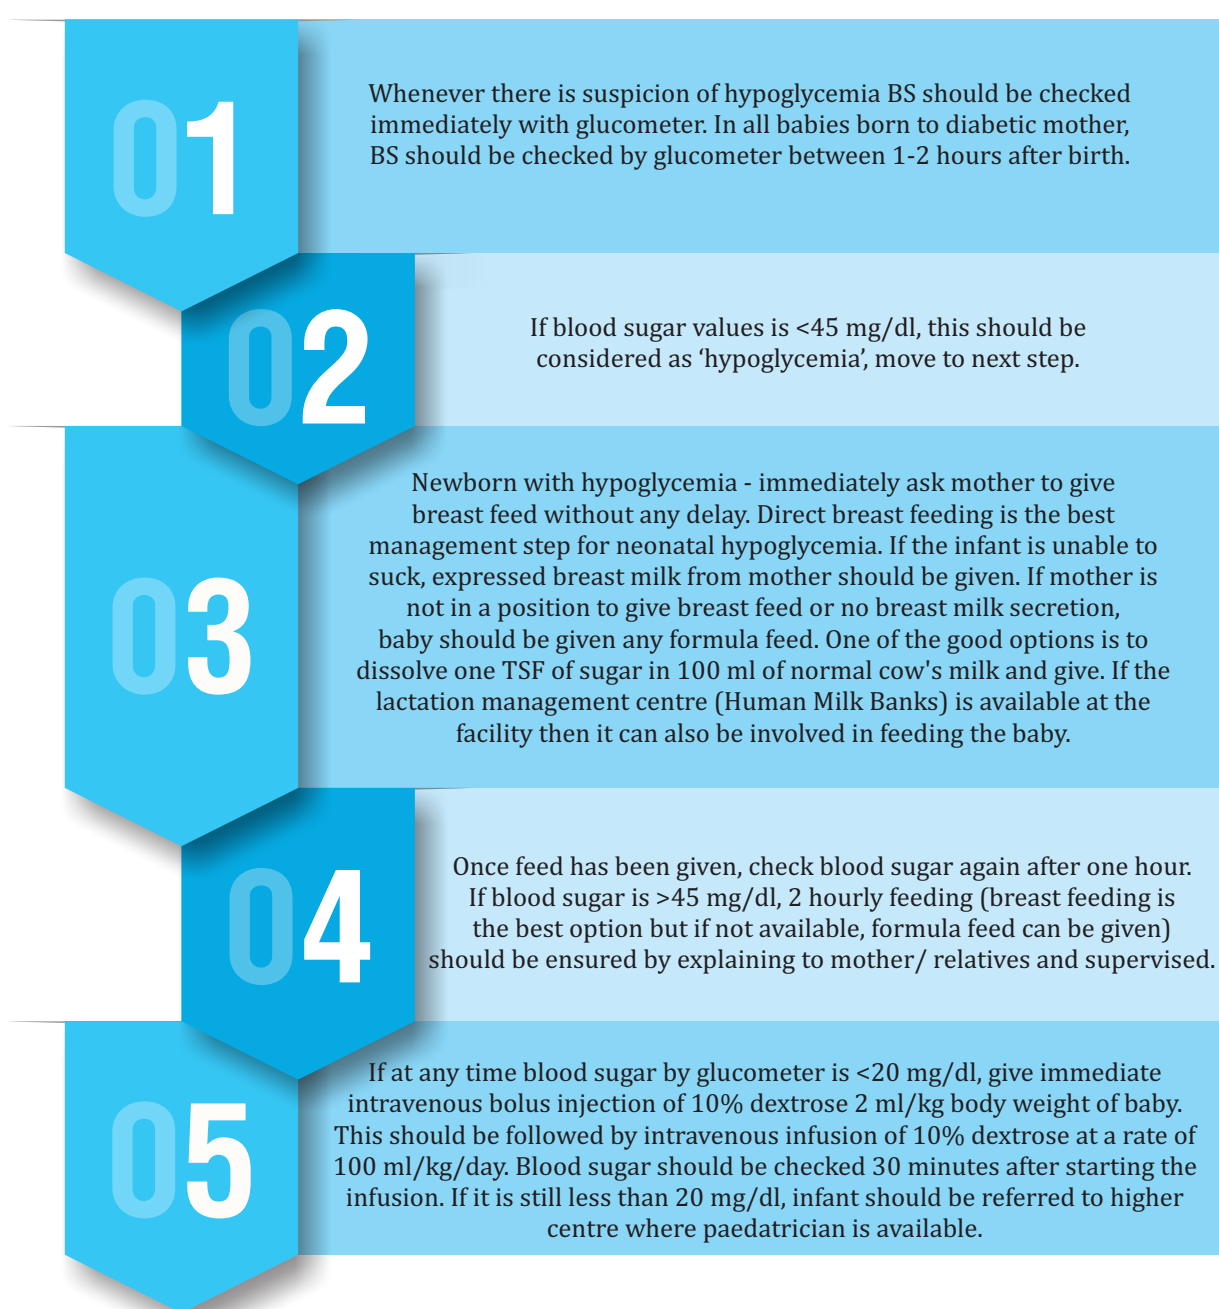 01
Whenever there is suspicion of hypoglycemia BS should be checked
immediately with glucometer. In all babies born to diabetic mother,
BS should be checked by glucometer between 1-2 hours after birth.
02
If blood sugar values is <45 mg/dl, this should be
considered as ‘hypoglycemia’, move to next step.
03
Newborn with hypoglycemia - immediately ask mother to give
breast feed without any delay. Direct breast feeding is the best
management step for neonatal hypoglycemia. If the infant is unable to
suck, expressed breast milk from mother should be given. If mother is
not in a position to give breast feed or no breast milk secretion,
baby should be given any formula feed. One of the good options is to
dissolve one TSF of sugar in 100 ml of normal cow's milk and give. If the
lactation management centre (Human Milk Banks) is available at the
facility then it can also be involved in feeding the baby.
04
Once feed has been given, check blood sugar again after one hour.
If blood sugar is >45 mg/dl, 2 hourly feeding (breast feeding is
the best option but if not available, formula feed can be given)
should be ensured by explaining to mother/ relatives and supervised.
05
If at any time blood sugar by glucometer is <20 mg/dl, give immediate
intravenous bolus injection of 10% dextrose 2 ml/kg body weight of baby.
This should be followed by intravenous infusion of 10% dextrose at a rate of
100 ml/kg/day. Blood sugar should be checked 30 minutes after starting the
infusion. If it is still less than 20 mg/dl, infant should be referred to higher
centre where paedatrician is available.